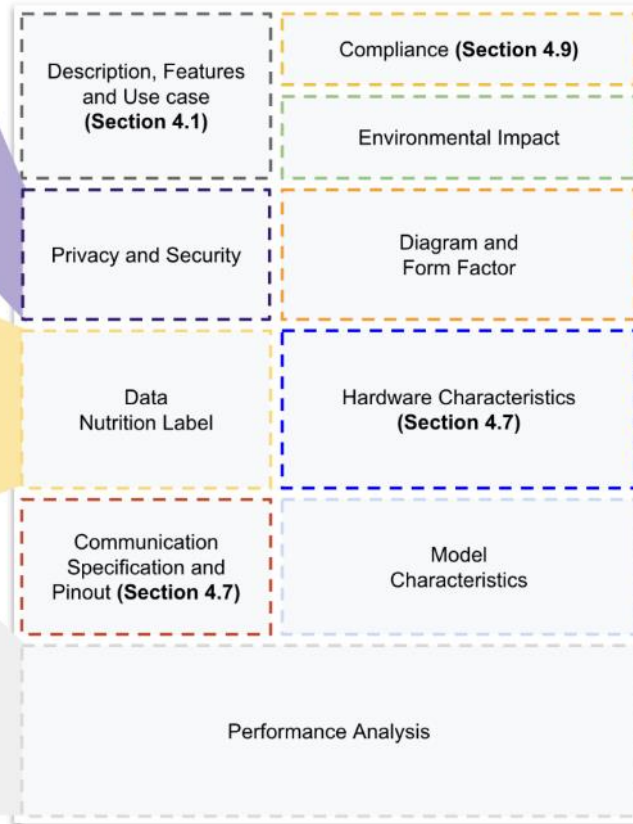 Description, Features
and Use case
(Section 4.1)
Compliance (Section 4.9)
Environmental Impact
Privacy and Security
Diagram and
Form Factor
Data
Nutrition Label
Hardware Characteristics
(Section 4.7)
Communication
Specification and
Pinout (Section 4.7)
Model
Characteristics
Performance Analysis